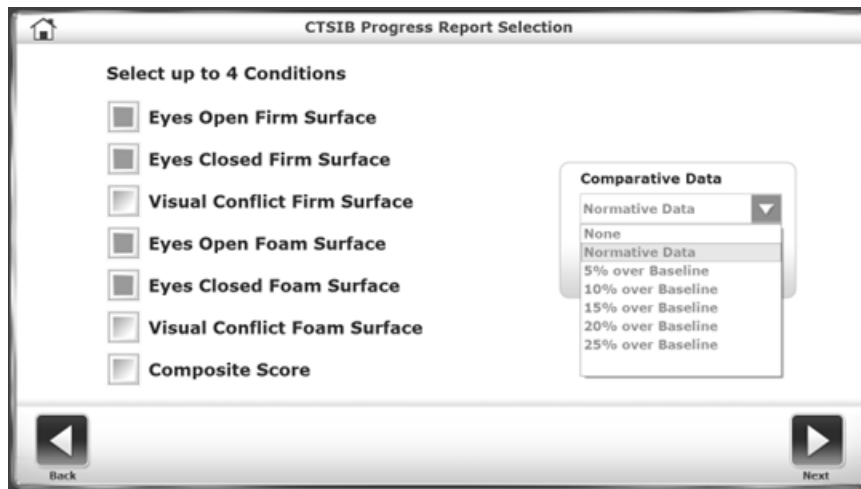 CTSIB Progress Report Selection
Select up to 4 Conditions
Eyes Open Firm Surface
Eyes Closed Firm Surface
Visual Conflict Firm Surface
Eyes Open Foam Surface
Eyes Closed Foam Surface
Visual Conflict Foam Surface
Composite Score
Comparative Data
Normative Data
None
Normative Data
5% over Baseline
10% over Baseline
15% over Baseline
20% over Baseline
25% over Baseline
Back
Next